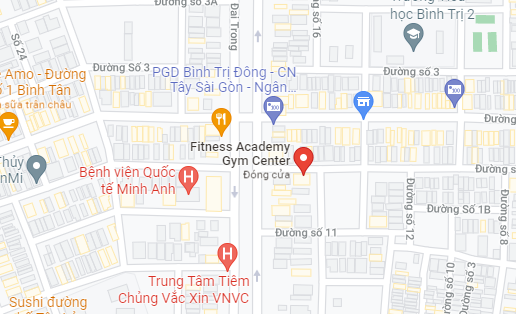 Đường số 3A
Đại Trong
Đường số 16
học Bình Trị 2
Số 24
Đường Số 3
Đường số 3
PGD Bình Trị Đông - CN
Tây Sài Gòn - Ngân...
Amo - Đường
1 Bình Tân
sữa trân châu
Fitness Academy
Gym Center
Đóng cửa
Bệnh viện Quốc
tế Minh Anh
Thủy
nMi
Đường Số 1B
Đường số 12
Đường số 8
Đường số 11
Đường số 10
Đường Số 3
Trung Tâm Tiêm
Chủng Vắc Xin VNVC
Sushi đường